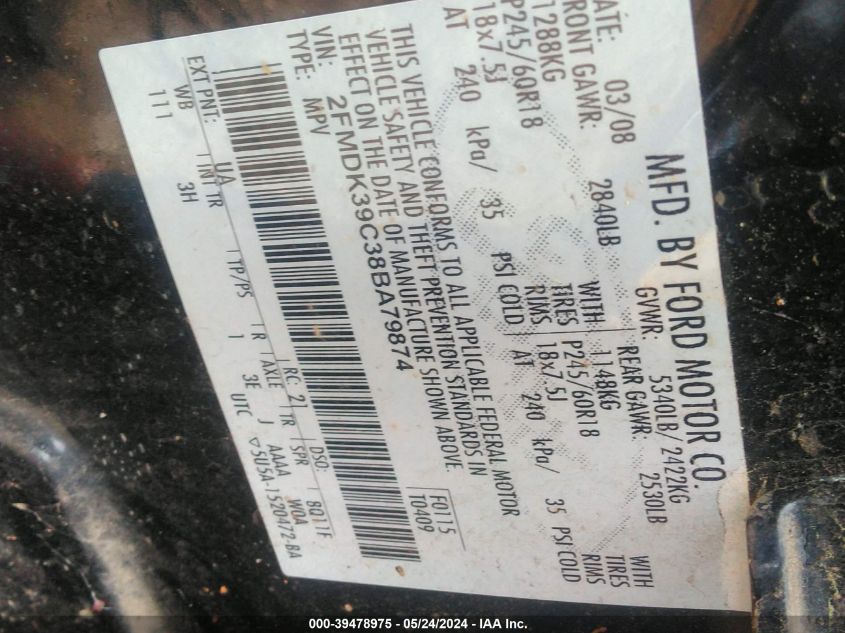 MFD. BY FORD MOTOR CO.
DATE: 03/08 GWVR: 5340LB/ 2422KG
FRONT GAWR: 2840LB REAR GAWR: 2530LB
1288KG WITH 1148KG WITH
P245/60R18 TIRES P245/60R18 TIRES
18x7.5J RIMS 18x7.5J RIMS
AT 240 kPa/ 35 PSI COLD AT 240 kPa/ 35 PSI COLD
THIS VEHICLE CONFORMS TO ALL APPLICABLE FEDERAL MOTOR
VEHICLE SAFETY AND THEFT PREVENTION STANDARDS IN
EFFECT ON THE DATE OF MANUFACTURE SHOWN ABOVE.
VIN: 2FMDK39C38BA79874 F0115
TYPE: MPV T0409
EXT PNT: UA RC: 21 DSO:
WB INT TR TP/PS R AXLE TR SPR
111 3H 1 3E J AAAA
UTC 5U5A-1520472-BA
000-39478975 - 05/24/2024 - IAA Inc.